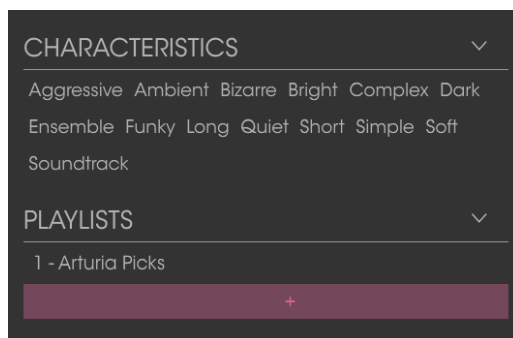 CHARACTERISTICS
Aggressive Ambient Bizarre Bright Complex Dark
Ensemble Funky Long Quiet Short Simple Soft
Soundtrack
PLAYLISTS
1 - Arturia Picks
+